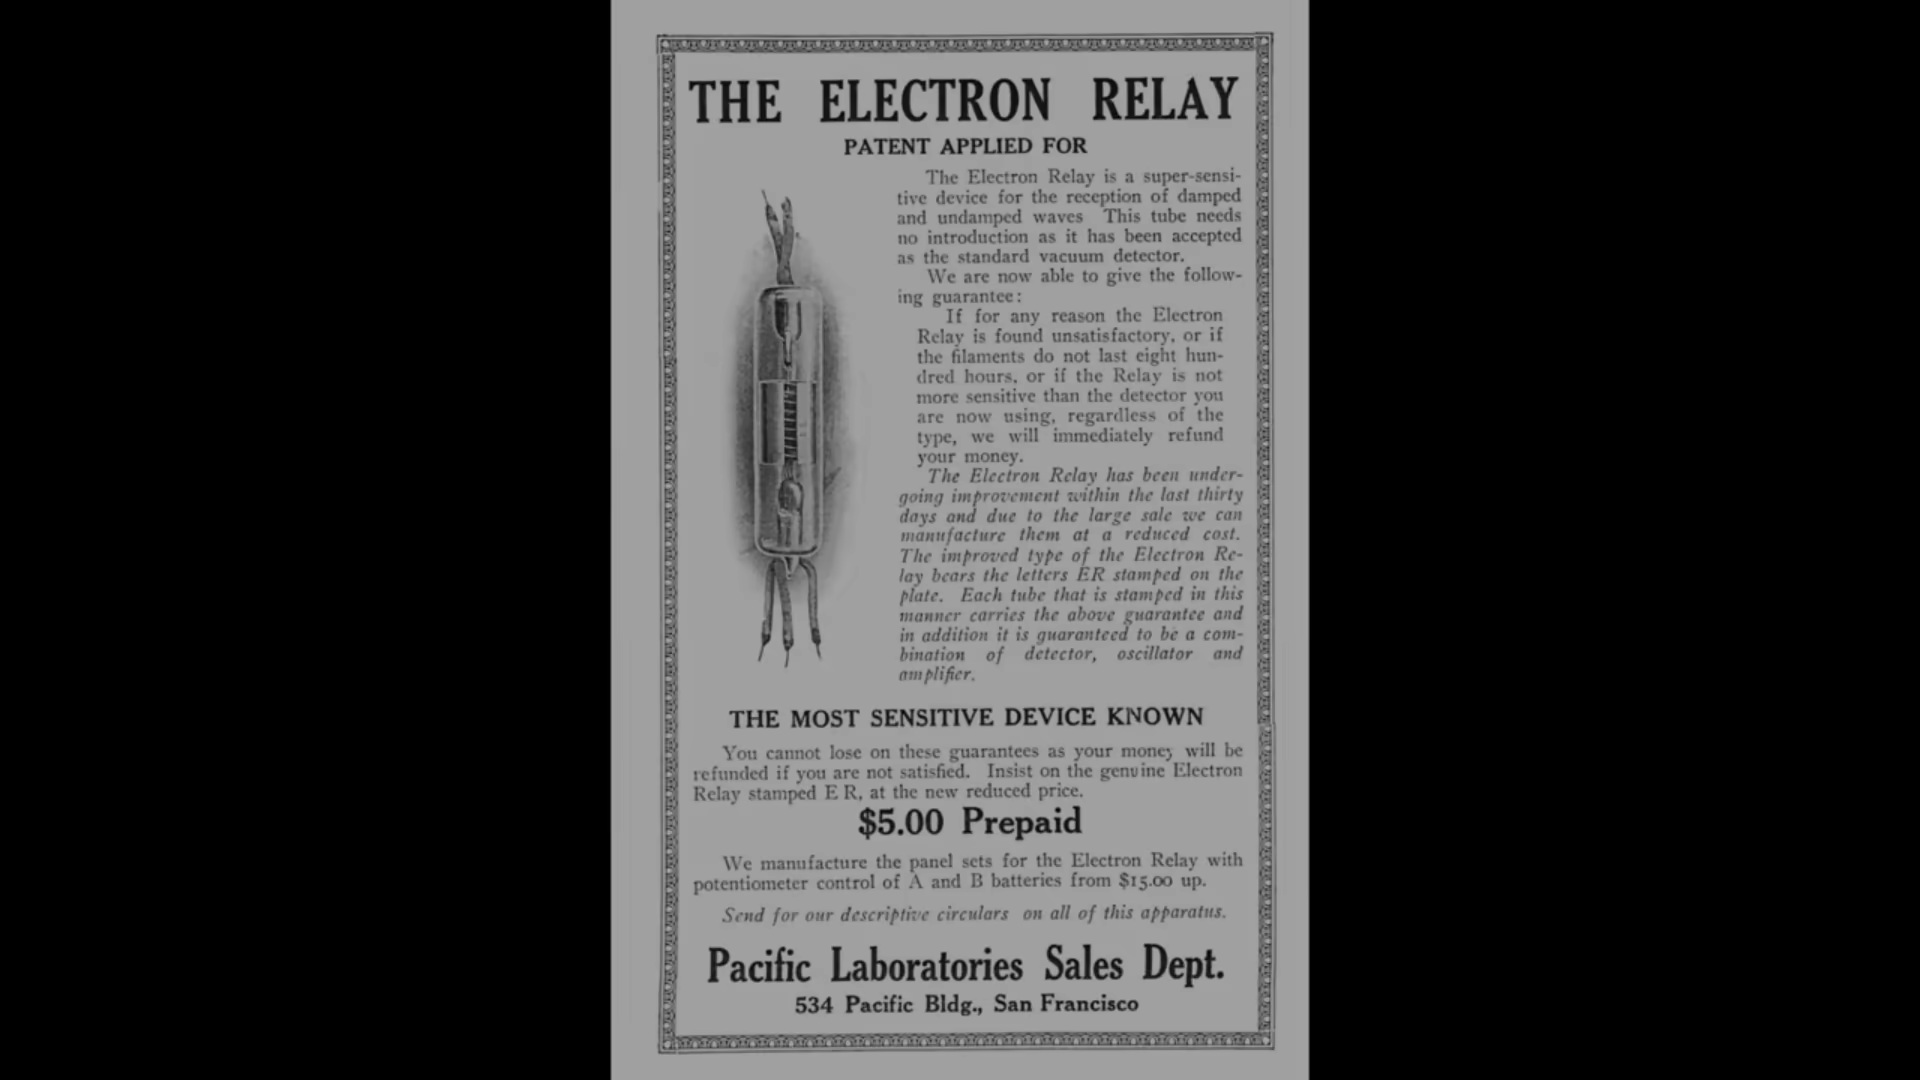 THE ELECTRON RELAY
PATENT APPLIED FOR
The Electron Relay is a super-sensi-
tive device for the reception of damped
and undamped waves This tube needs
no introduction as it has been accepted
as the standard vacuum detector.
We are now able to give the follow-
ing guarantee:
If for any reason the Electron
Relay is found unsatisfactory, or if
the filaments do not last eight hun-
dred hours, or if the Relay is not
more sensitive than the detector you
are now using, regardless of the
type, we will immediately refund
your money.
The Electron Relay has been under-
going improvement within the last thirty
days and due to the large sale we can
manufacture them at a reduced cost.
The improved type of the Electron Re-
lay bears the letters ER stamped on the
plate. Each tube that is stamped in this
manner carries the above guarantee and
in addition it is guaranteed to be a com-
bination of detector, oscillator and
amplifier.
THE MOST SENSITIVE DEVICE KNOWN
You cannot lose on these guarantees as your money will be
refunded if you are not satisfied. Insist on the genuine Electron
Relay stamped E R, at the new reduced price.
$5.00 Prepaid
We manufacture the panel sets for the Electron Relay with
potentiometer control of A and B batteries from $15.00 up.
Send for our descriptive circulars on all of this apparatus.
Pacific Laboratories Sales Dept.
534 Pacific Bldg., San Francisco